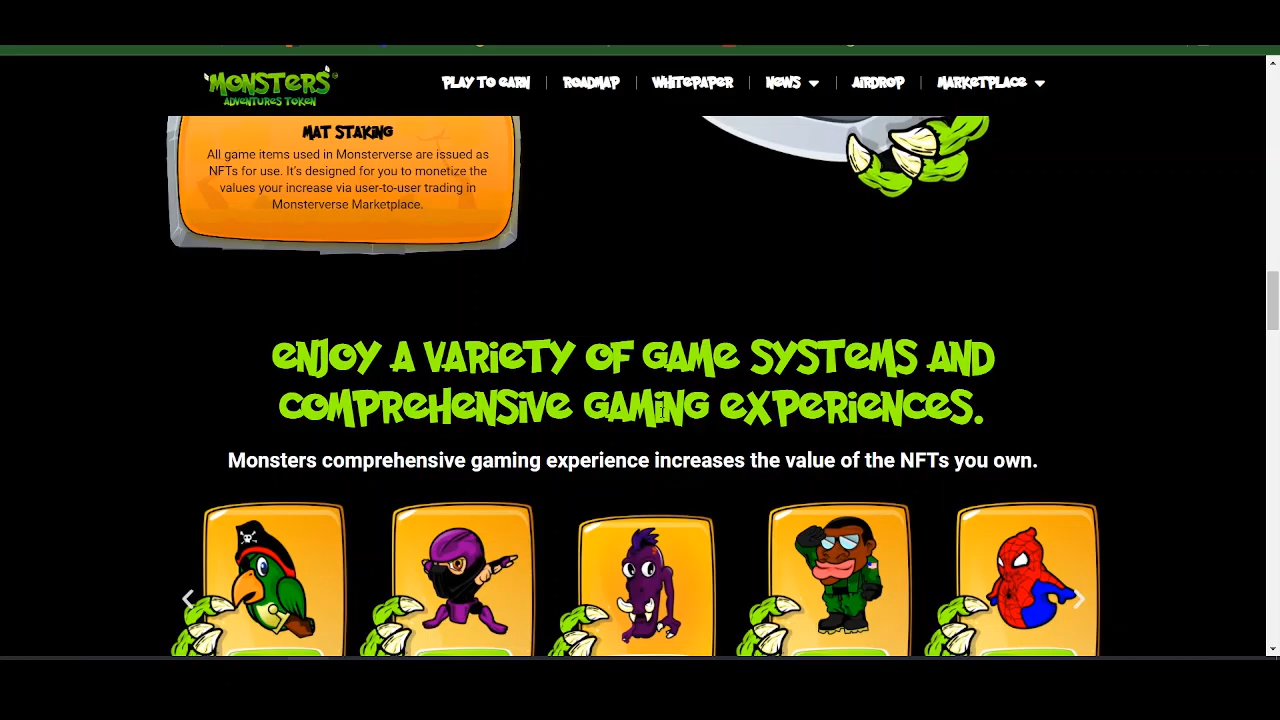 MONSTERS
ADVENTURES TOKEN
PLAY TO EARN
ROADMAP
WHITEPAPER
NEWS
AIRDROP
MARKETPLACE
MAT STAKING
All game items used in Monsterverse are issued as
NFTs for use. It's designed for you to monetize the
values your increase via user-to-user trading in
Monsterverse Marketplace.
ENJOY A VARIETY OF GAME SYSTEMS AND
COMPREHENSIVE GAMING EXPERIENCES.
Monsters comprehensive gaming experience increases the value of the NFTs you own.